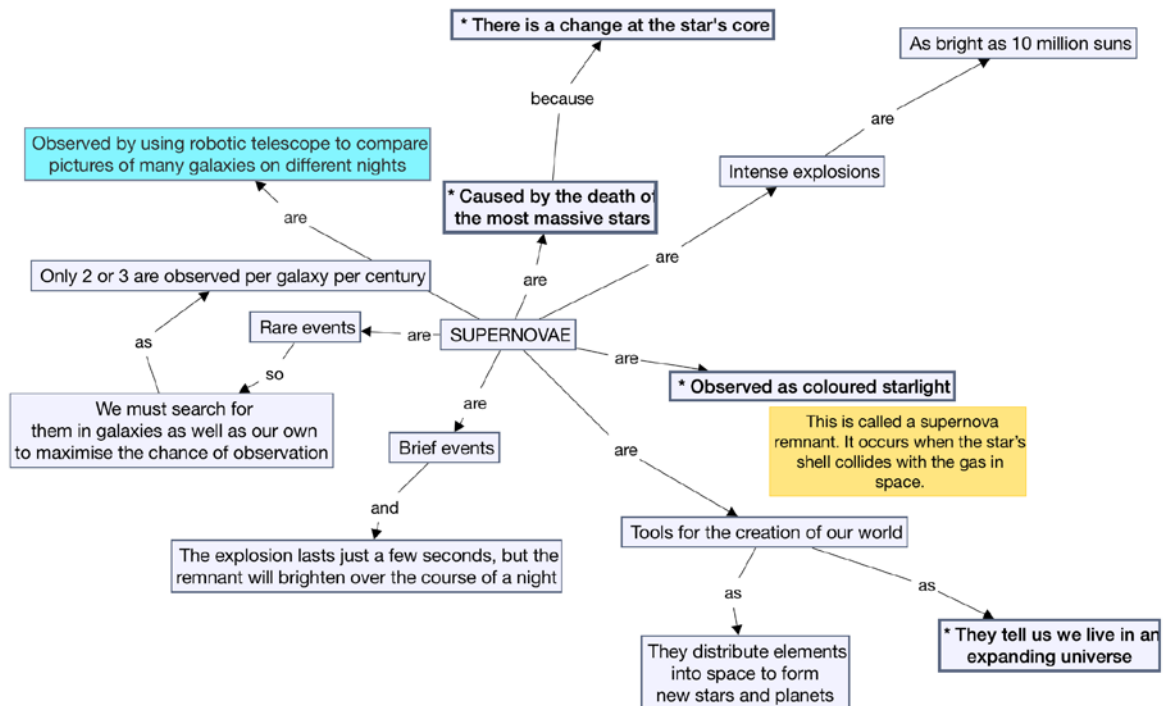 * There is a change at the star's core
As bright as 10 million suns
because
are
Observed by using robotic telescope to compare
pictures of many galaxies on different nights
Intense explosions
* Caused by the death of
the most massive stars
are
are
Only 2 or 3 are observed per galaxy per century
are
as
Rare events
are
SUPERNOVAE
are
so
* Observed as coloured starlight
We must search for
them in galaxies as well as our own
to maximise the chance of observation
are
Brief events
This is called a supernova
remnant. It occurs when the star's
shell collides with the gas in
space.
are
and
Tools for the creation of our world
The explosion lasts just a few seconds, but the
remnant will brighten over the course of a night
as
as
They distribute elements
into space to form
new stars and planets
* They tell us we live in an
expanding universe